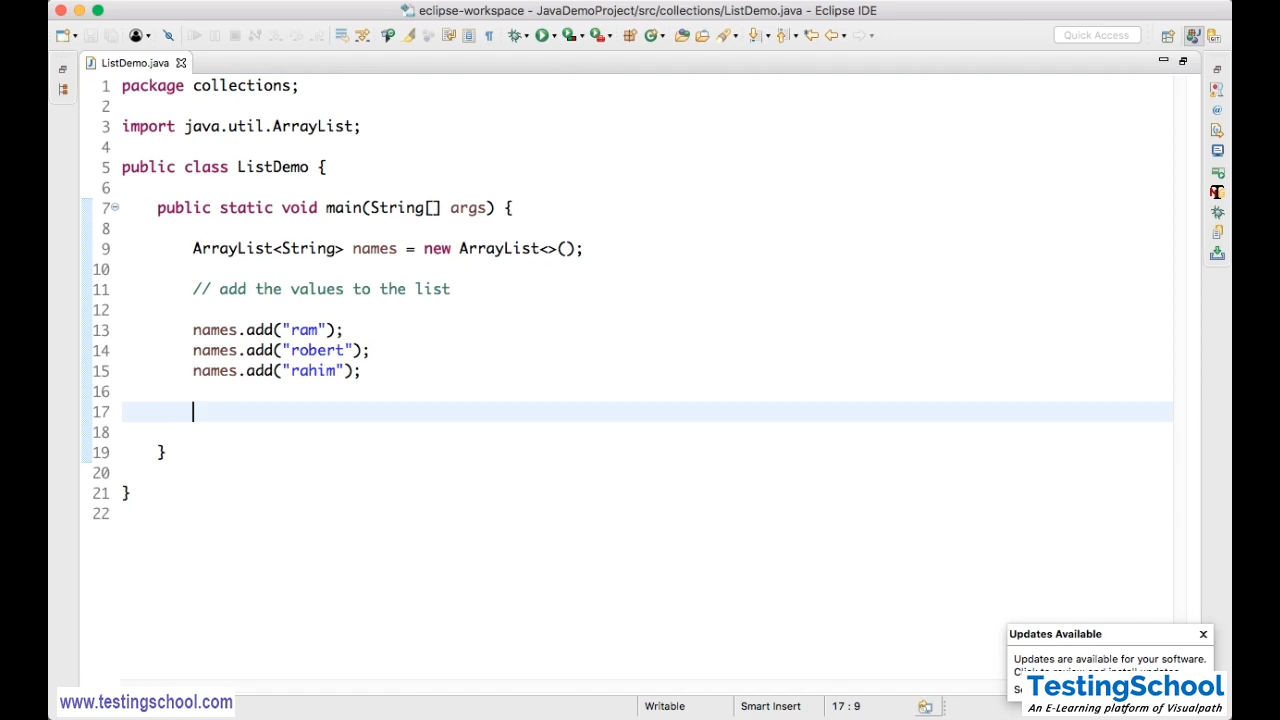 eclipse-workspace - JavaDemoProject/src/collections/ListDemo.java - Eclipse IDE
Quick Access
ListDemo.java
1 package collections;
2
3 import java.util.ArrayList;
4
5 public class ListDemo {
6
7 public static void main(String[] args) {
8
9 ArrayList<String> names = new ArrayList<>();
10
11 // add the values to the list
12
13 names.add("ram");
14 names.add("robert");
15 names.add("rahim");
16
17
18
19 }
20
21 }
22
Updates Available
Updates are available for your software.
TestingSchool
An E-Learning platform of Visualpath
www.testingschool.com
Writable
Smart Insert
17 : 9